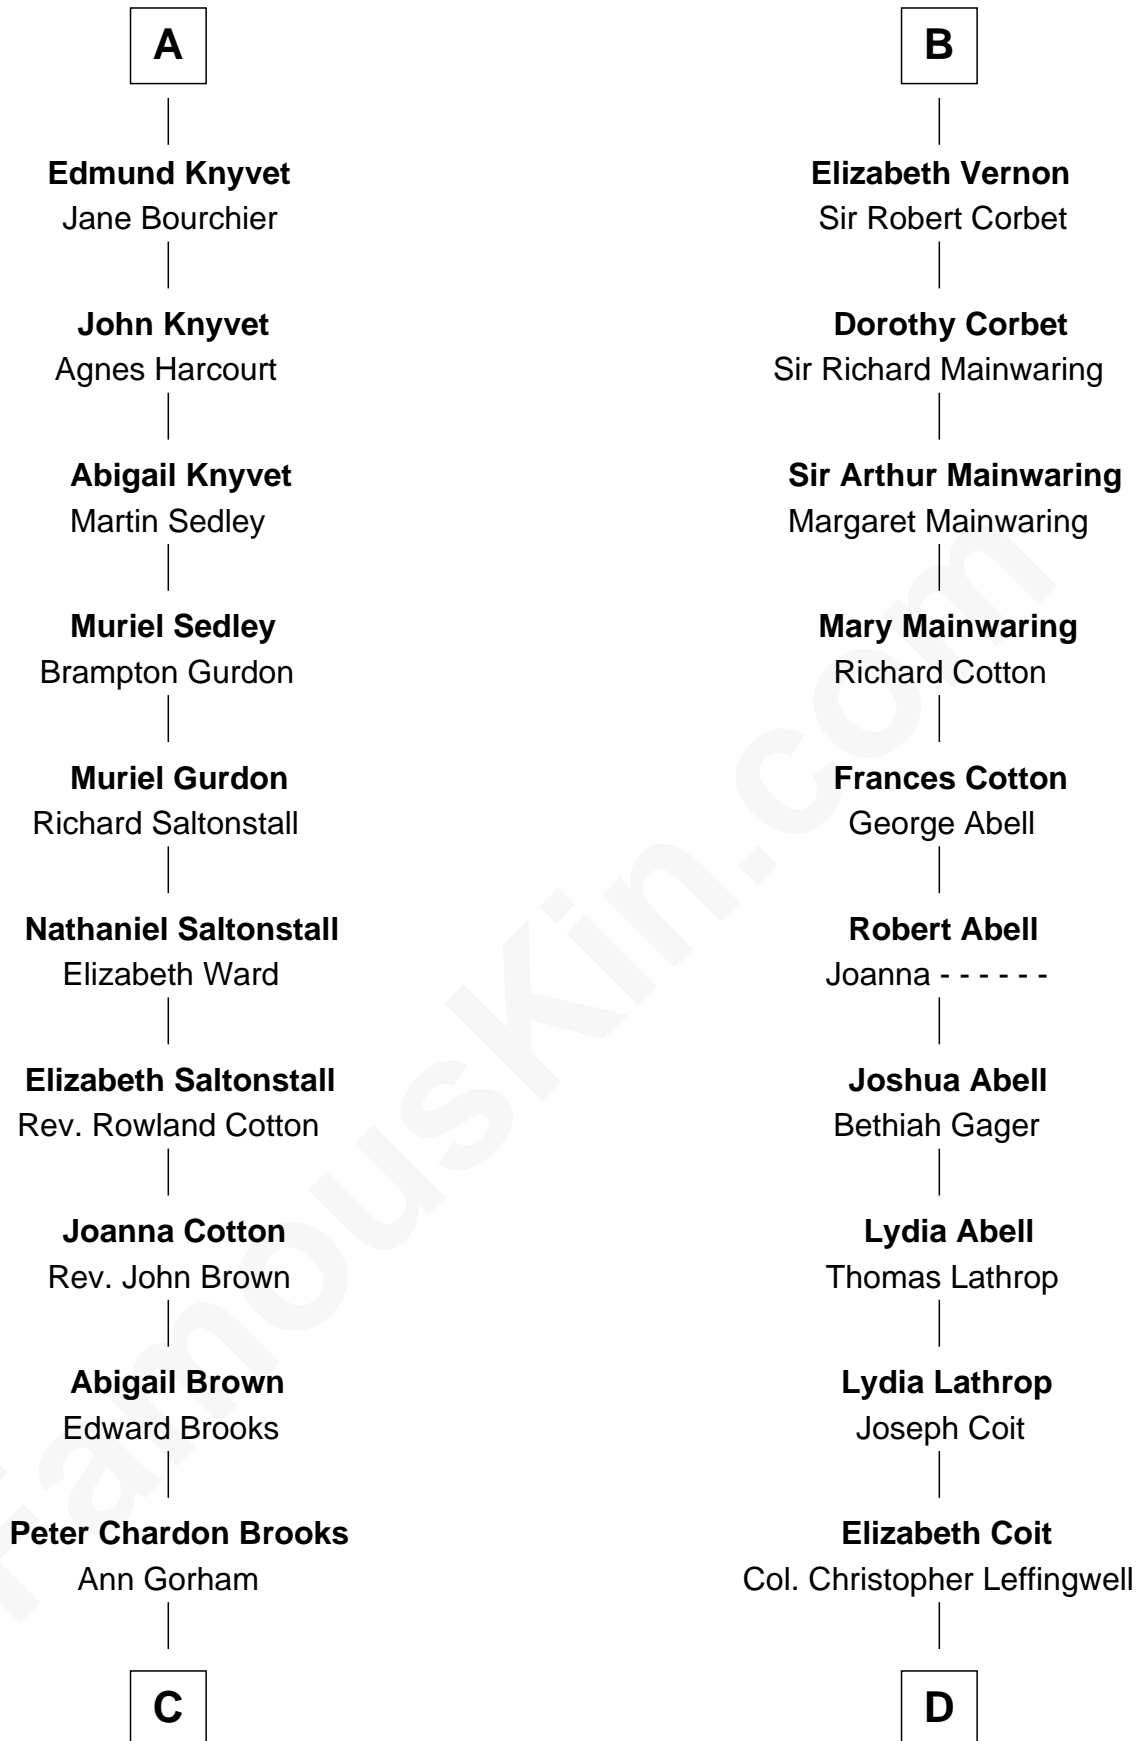 A
Edmund Knyvet
Jane Bourchier
John Knyvet
Agnes Harcourt
Abigail Knyvet
Martin Sedley
Muriel Sedley
Brampton Gurdon
Muriel Gurdon
Richard Saltonstall
Nathaniel Saltonstall
Elizabeth Ward
Elizabeth Saltonstall
Rev. Rowland Cotton
Joanna Cotton
Rev. John Brown
Abigail Brown
Edward Brooks
Peter Chardon Brooks
Ann Gorham
C
B
Elizabeth Vernon
Sir Robert Corbet
Dorothy Corbet
Sir Richard Mainwaring
Sir Arthur Mainwaring
Margaret Mainwaring
Mary Mainwaring
Richard Cotton
Frances Cotton
George Abell
Robert Abell
Joanna - - - - - -
Joshua Abell
Bethiah Gager
Lydia Abell
Thomas Lathrop
Lydia Lathrop
Joseph Coit
Elizabeth Coit
Col. Christopher Leffingwell
D
FamousKin.com